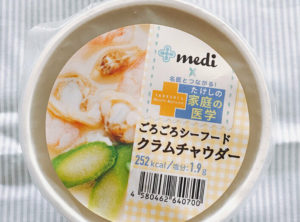 medi
×
名医とつながる!
たけしの
家庭の
医学
ごろごろシーフード
クラムチャウダー
252kcal/塩分:1.9g
4 580462 640700